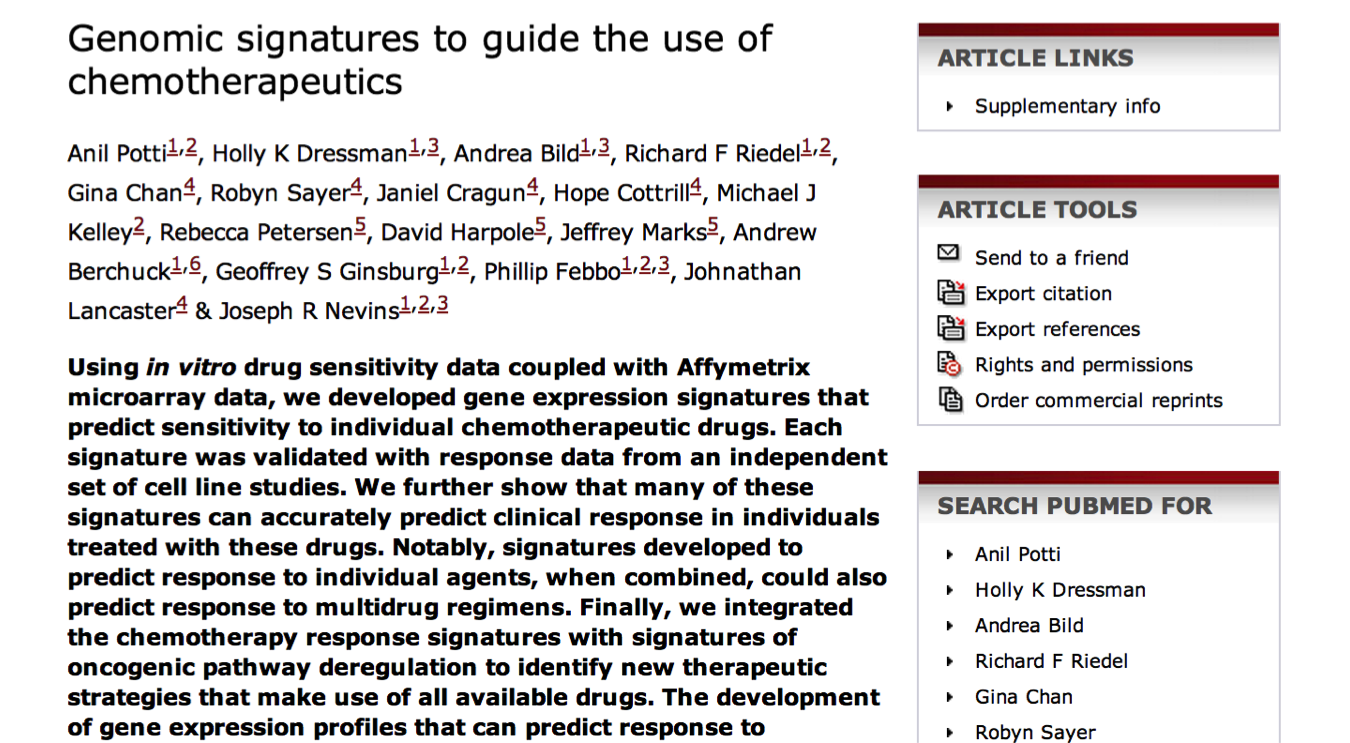 Genomic signatures to guide the use of
chemotherapeutics
Anil Potti1,2, Holly K Dressman1,3, Andrea Bild1,3, Richard F Riedel1,2,
Gina Chan4, Robyn Sayer4, Janiel Cragun4, Hope Cottrill4, Michael J
Kelley2, Rebecca Petersen5, David Harpole5, Jeffrey Marks5, Andrew
Berchuck1,6, Geoffrey S Ginsburg1,2, Phillip Febbo1,2,3, Johnathan
Lancaster4 & Joseph R Nevins1,2,3
Using in vitro drug sensitivity data coupled with Affymetrix
microarray data, we developed gene expression signatures that
predict sensitivity to individual chemotherapeutic drugs. Each
signature was validated with response data from an independent
set of cell line studies. We further show that many of these
signatures can accurately predict clinical response in individuals
treated with these drugs. Notably, signatures developed to
predict response to individual agents, when combined, could also
predict response to multidrug regimens. Finally, we integrated
the chemotherapy response signatures with signatures of
oncogenic pathway deregulation to identify new therapeutic
strategies that make use of all available drugs. The development
of gene expression profiles that can predict response to
ARTICLE LINKS
Supplementary info
ARTICLE TOOLS
Send to a friend
Export citation
Export references
Rights and permissions
Order commercial reprints
SEARCH PUBMED FOR
Anil Potti
Holly K Dressman
Andrea Bild
Richard F Riedel
Gina Chan
Robyn Sayer